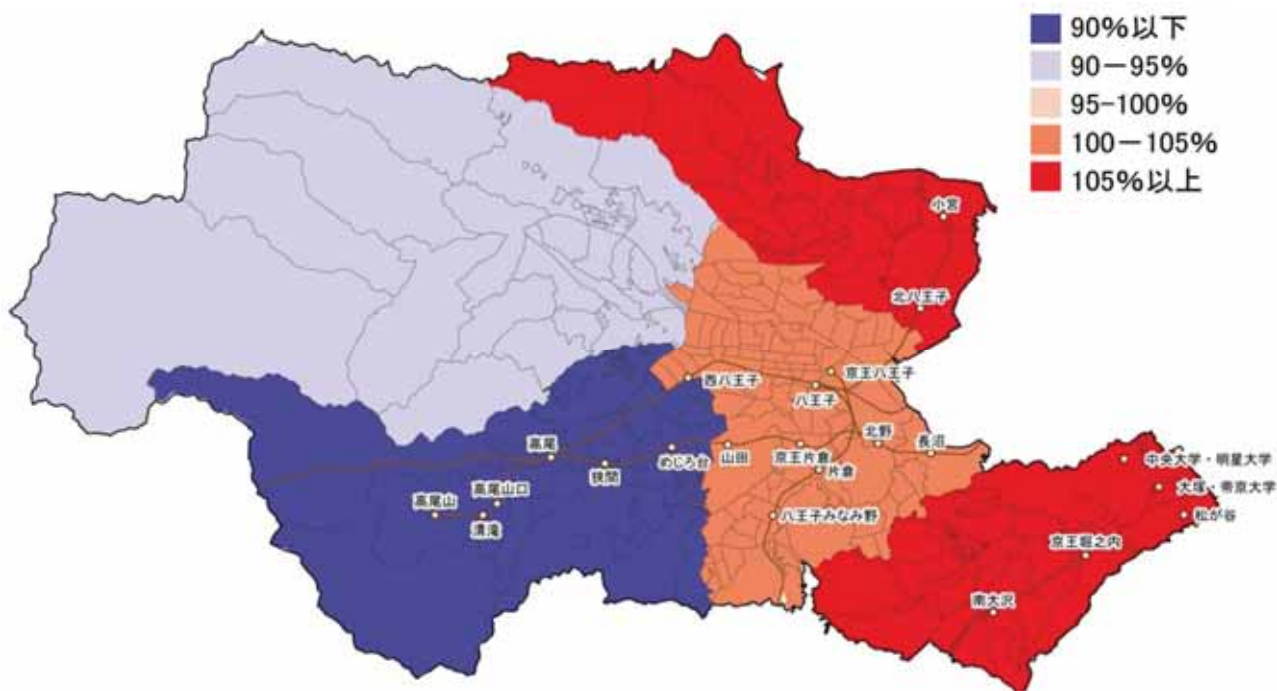 90%以下
90−95%
95-100%
100−105%
105%以上
小宮
北八王子
京王八王子
西八王子
八王子
北野
長沼
高尾
めじろ台
山田
京王片倉
片倉
狭間
高尾山口
高尾山
清滝
八王子みなみ野
中央大学・明星大学
大塚・帝京大学
松が谷
京王堀之内
南大沢